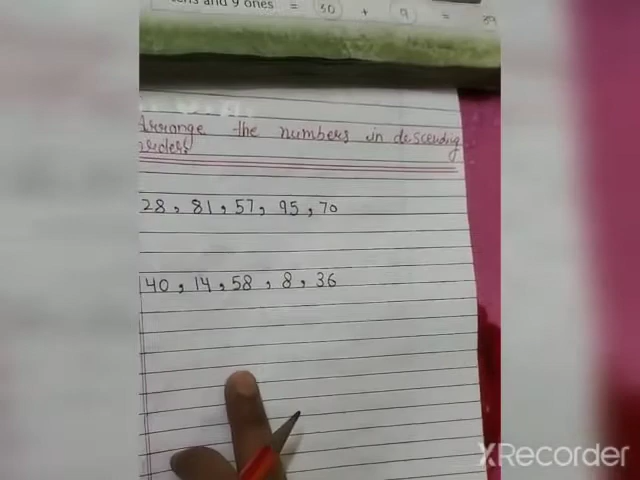 tens and 9 ones = 30 + 9 = 39
Arrange the numbers in descending
orders
28, 81, 57, 95, 70
40, 14, 58, 8, 36
XRecorder